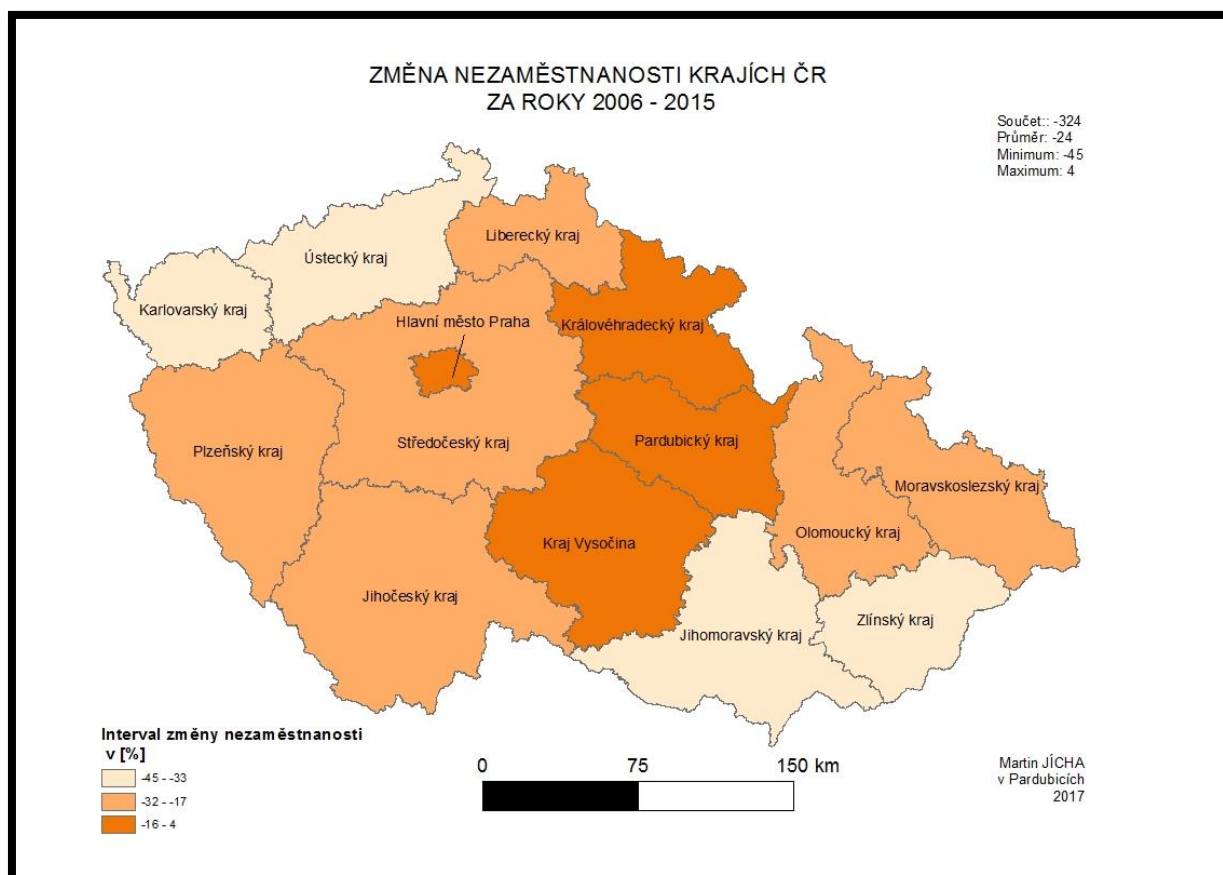 ZMĚNA NEZAMĚSTNANOSTI KRAJÍCH ČR
ZA ROKY 2006 - 2015
Součet:: -324
Průměr: -24
Minimum: -45
Maximum: 4
Liberecký kraj
Ústecký kraj
Karlovarský kraj
Hlavní město Praha
Královéhradecký kraj
Plzeňský kraj
Středočeský kraj
Pardubický kraj
Moravskoslezský kraj
Olomoucký kraj
Kraj Vysočina
Jihočeský kraj
Zlínský kraj
Jihomoravský kraj
Interval změny nezaměstnanosti
v [%]
-45 - -33
-32 - -17
-16 - 4
0 75 150 km
Martin JÍCHA
v Pardubicích
2017